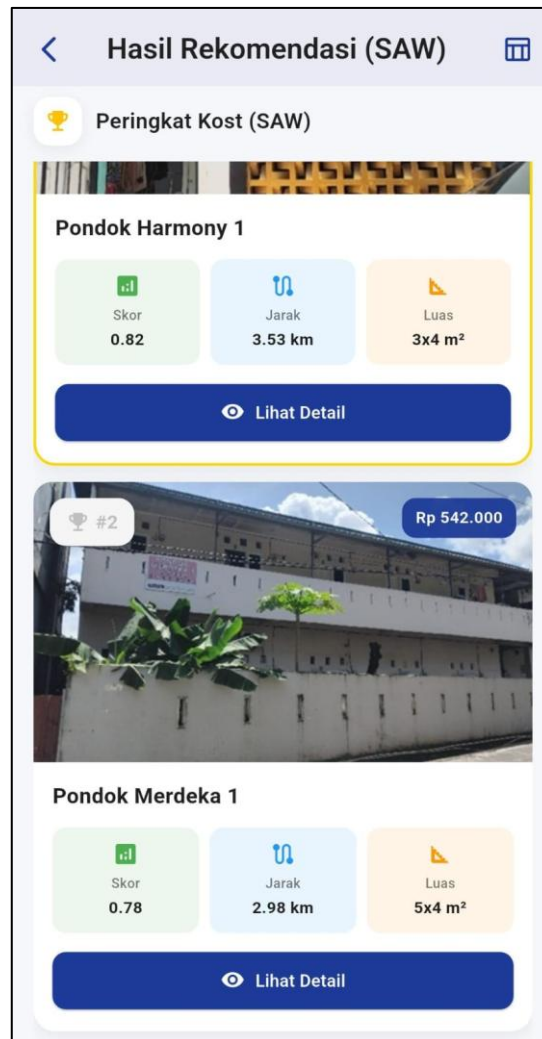 Hasil Rekomendasi (SAW)
Peringkat Kost (SAW)
Pondok Harmony 1
Skor Jarak Luas
0.82 3.53 km 3x4 m²
Lihat Detail
#2 Rp 542.000
Pondok Merdeka 1
Skor Jarak Luas
0.78 2.98 km 5x4 m²
Lihat Detail